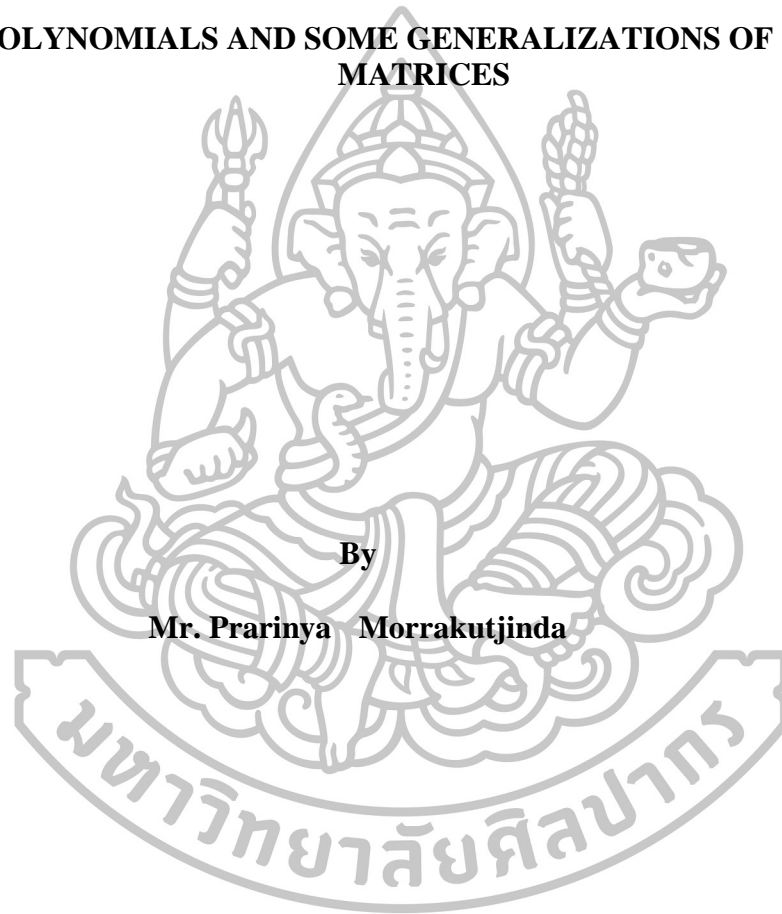 OLYNOMIALS AND SOME GENERALIZATIONS OF
MATRICES
By
Mr. Prarinya Morrakutjinda
มหาวิทยาลัยศิลปากร